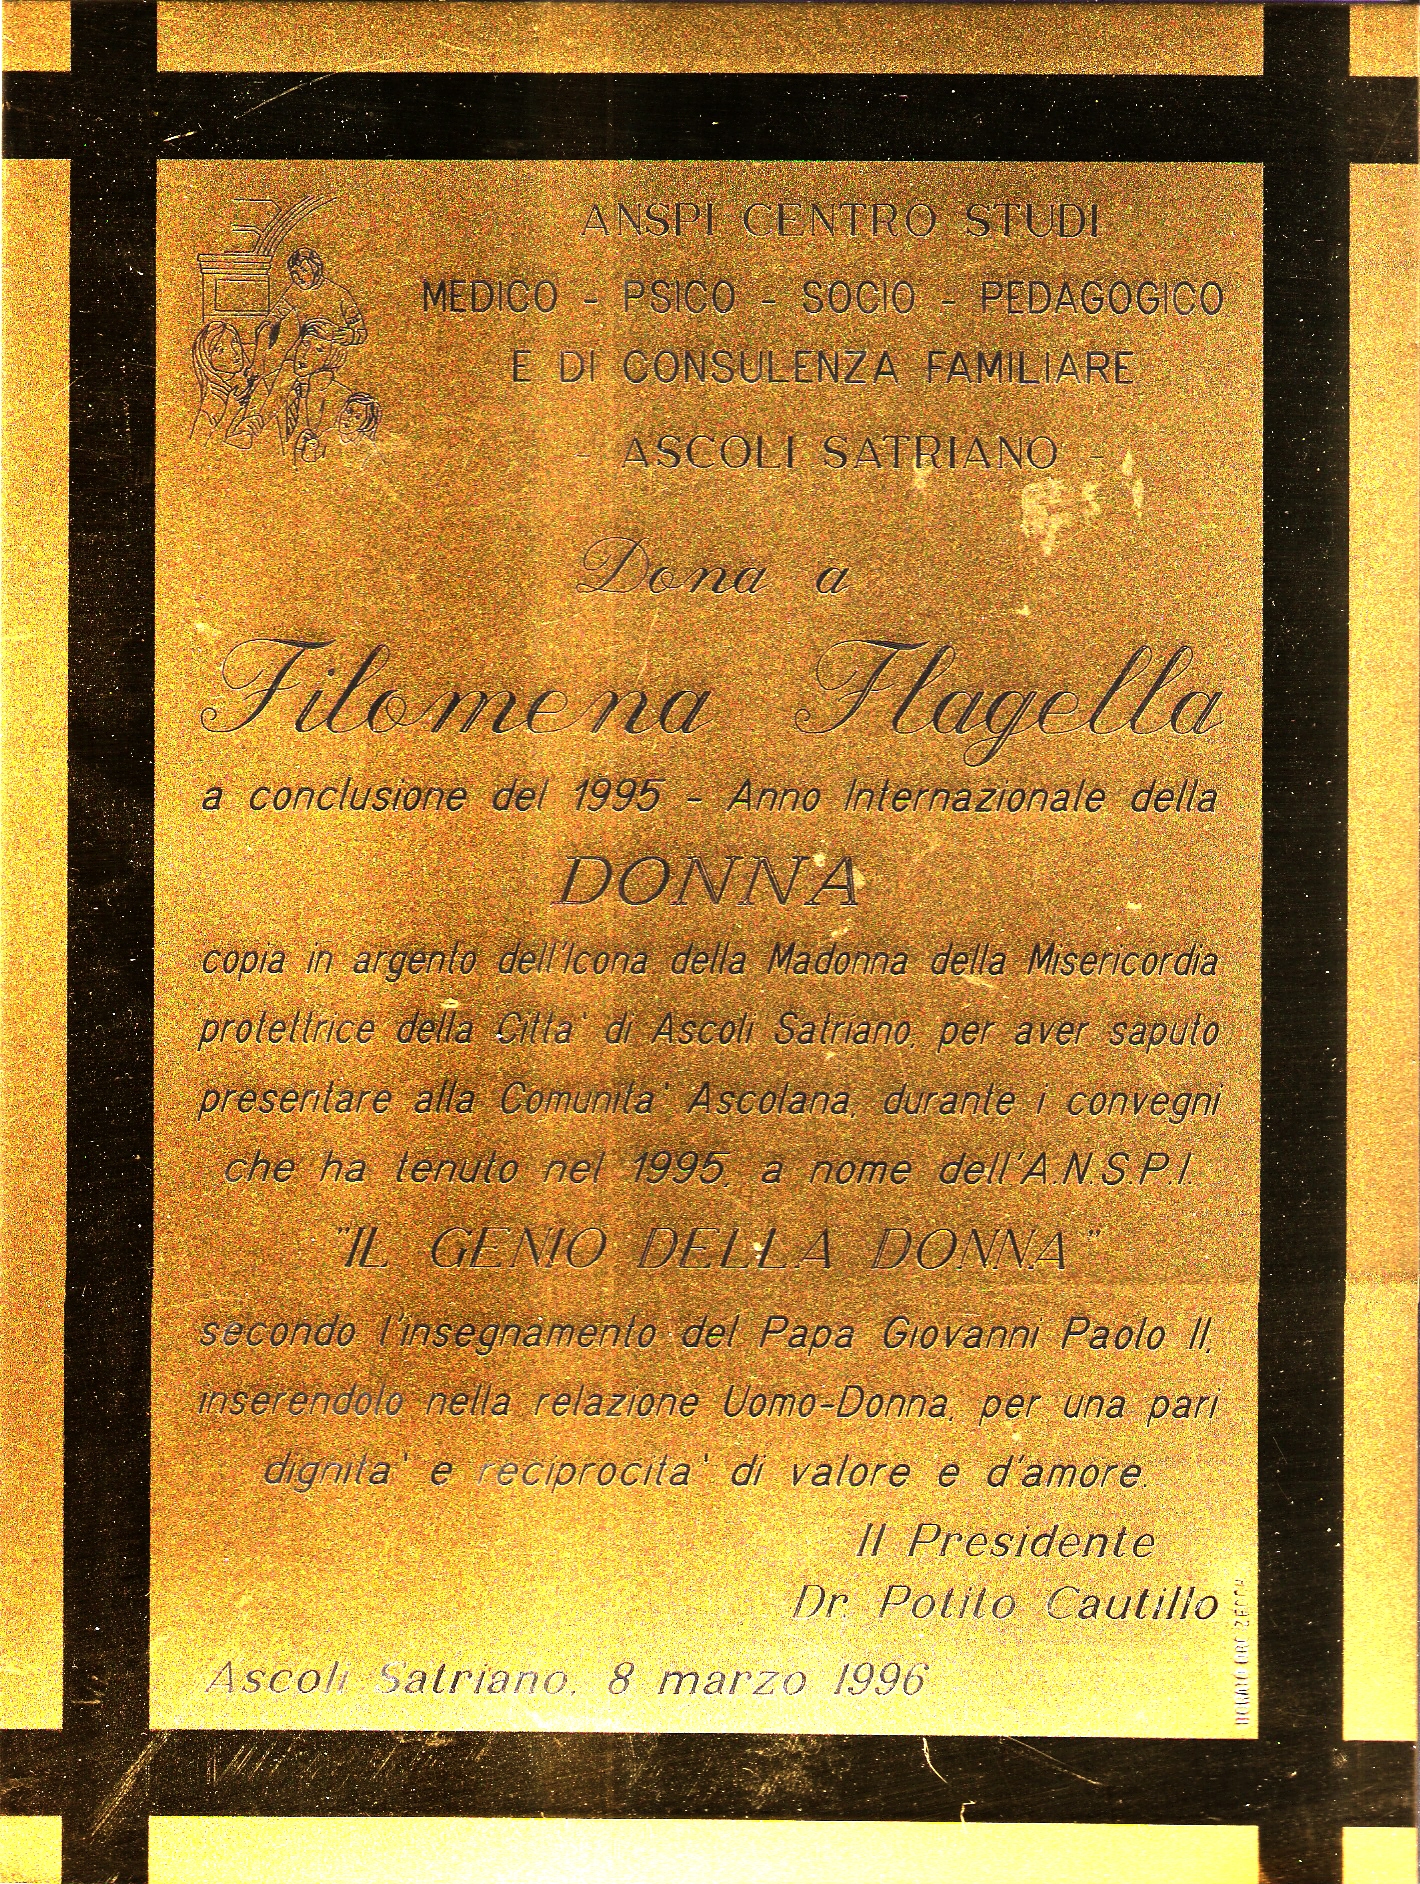 ANSPI CENTRO STUDI
MEDICO - PSICO - SOCIO - PEDAGOGICO
E DI CONSULENZA FAMILIARE
- ASCOLI SATRIANO -
Dona a
Filomena Flagella
a conclusione del 1995 - Anno Internazionale della
DONNA
copia in argento dell'Icona della Madonna della Misericordia
protettrice della Citta' di Ascoli Satriano, per aver saputo
presentare alla Comunita' Ascolana, durante i convegni
che ha tenuto nel 1995, a nome dell'A.N.S.P.I.
"IL GENIO DELLA DONNA"
secondo l'insegnamento del Papa Giovanni Paolo II,
inserendolo nella relazione Uomo-Donna, per una pari
dignita' e reciprocita' di valore e d'amore.
Il Presidente
Dr. Potito Cautillo
Ascoli Satriano, 8 marzo 1996